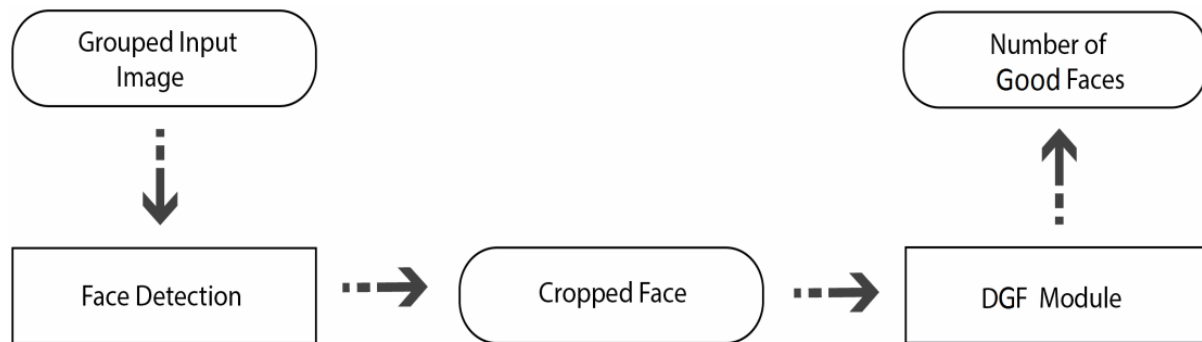 Grouped Input
Image
Face Detection
Cropped Face
DGF Module
Number of
Good Faces